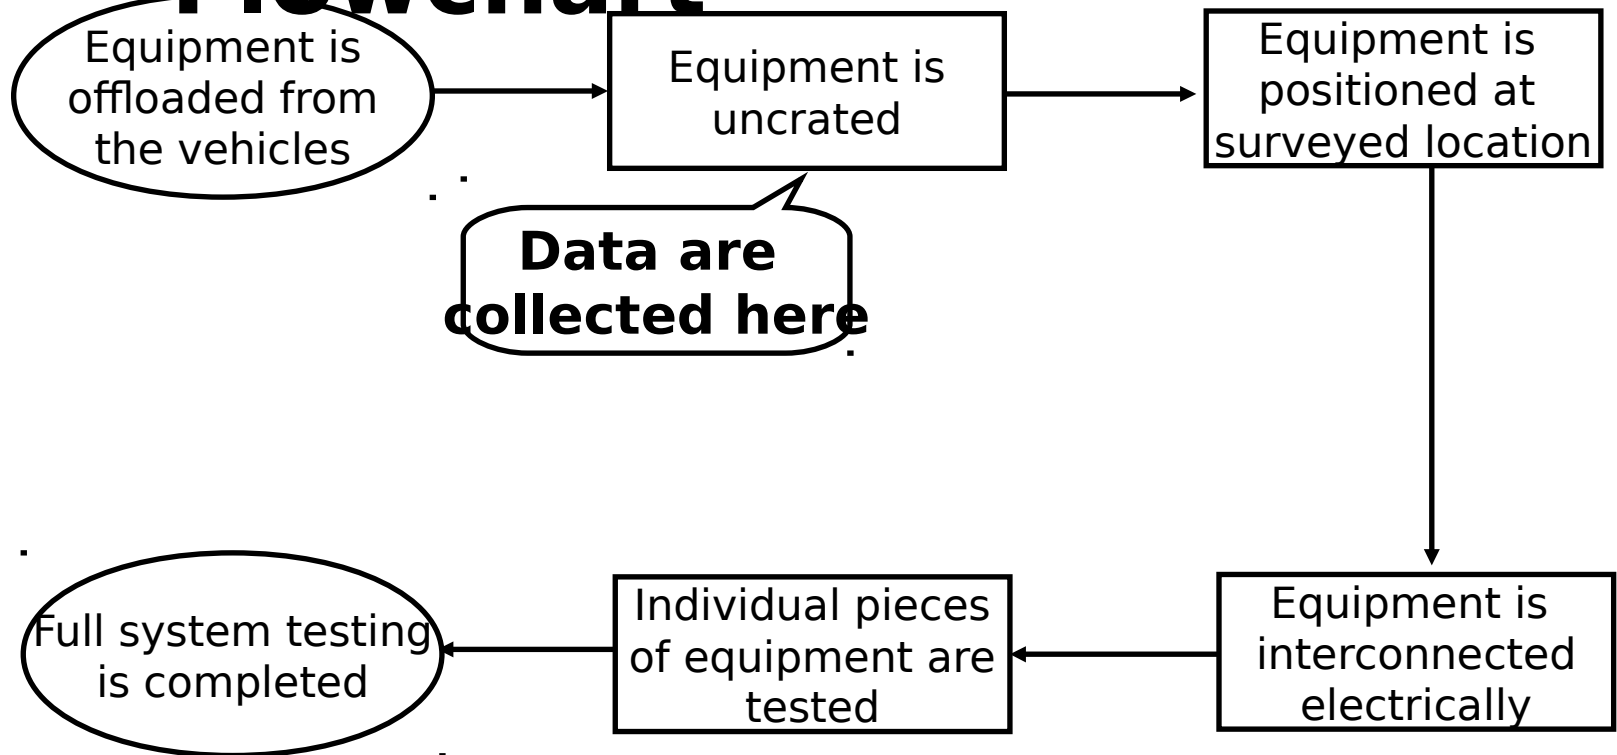 Flowchart
Equipment is
offloaded from
the vehicles
Equipment is
uncrated
Equipment is
positioned at
surveyed location
Data are
collected here
Equipment is
interconnected
electrically
Individual pieces
of equipment are
tested
Full system testing
is completed